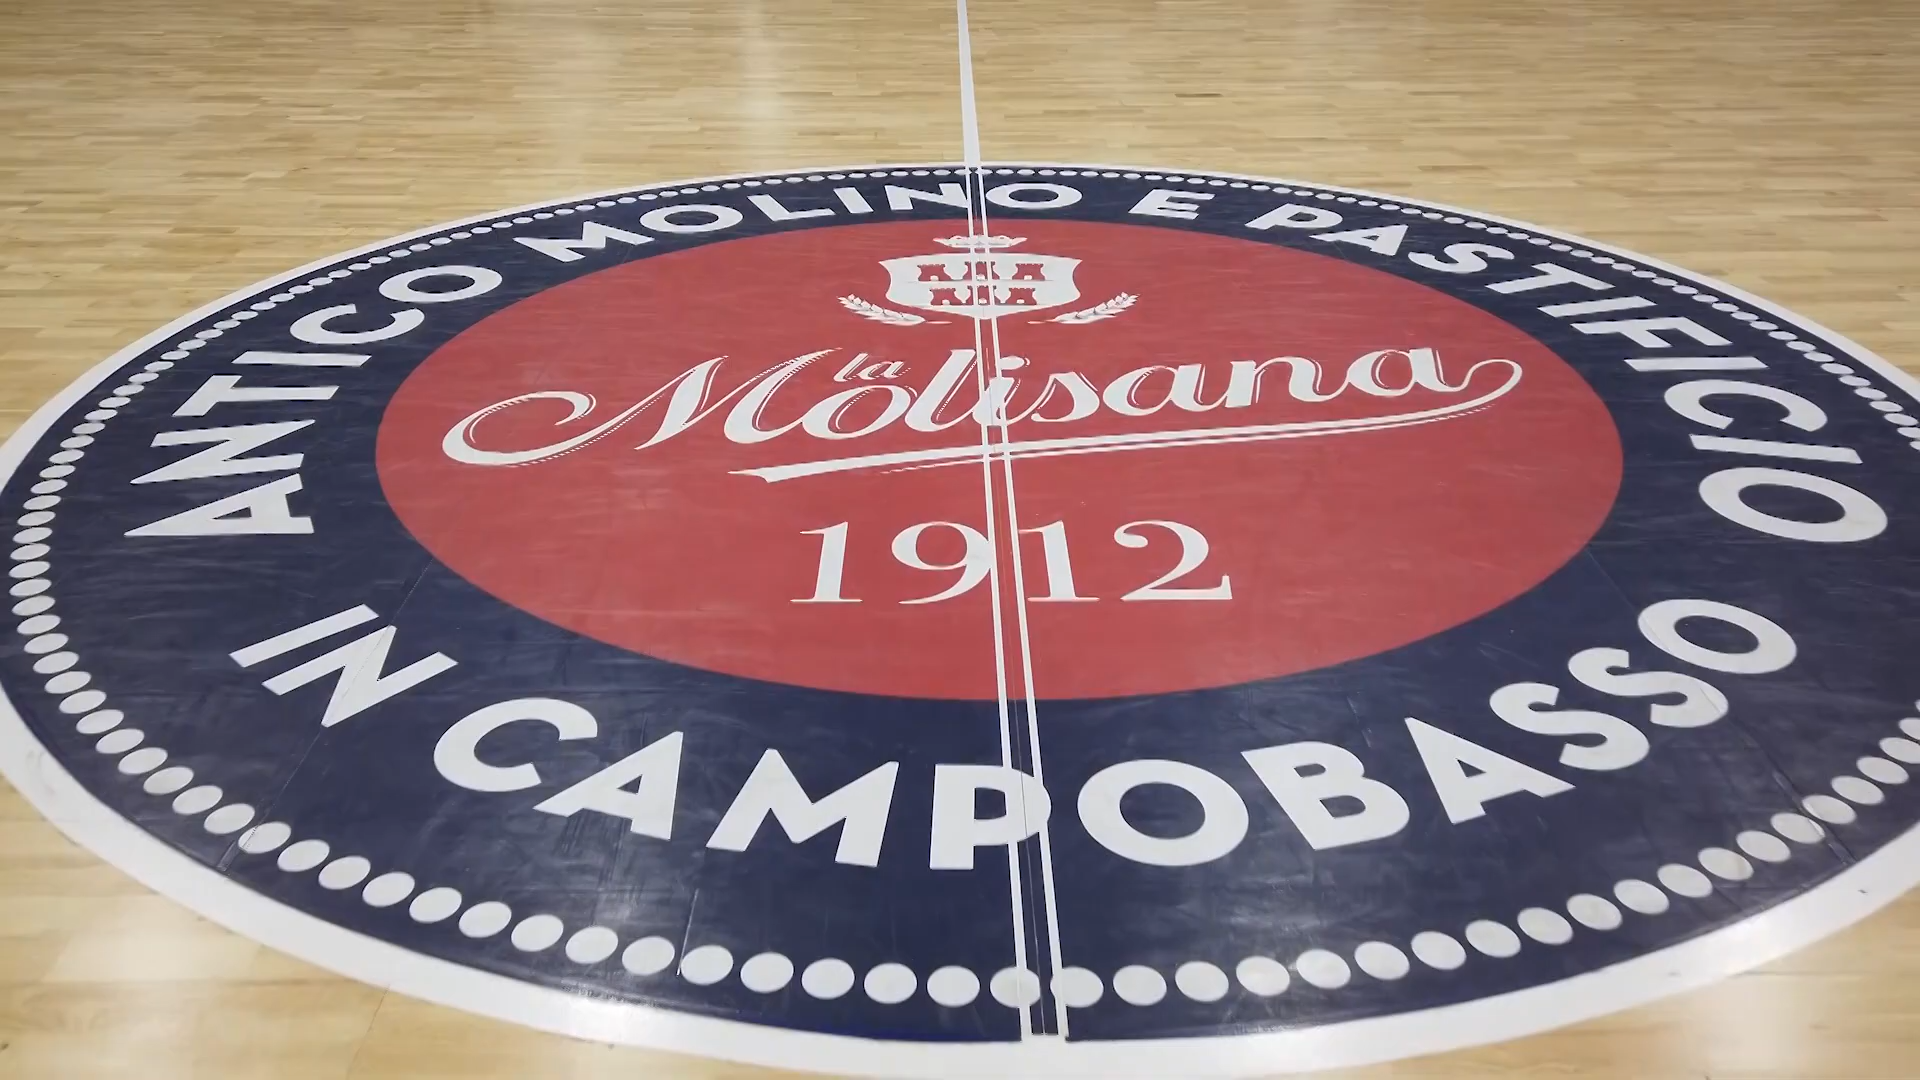 ANTICO MOLINO E PASTIFICIO
la
Molisana
1912
IN CAMPOBASSO